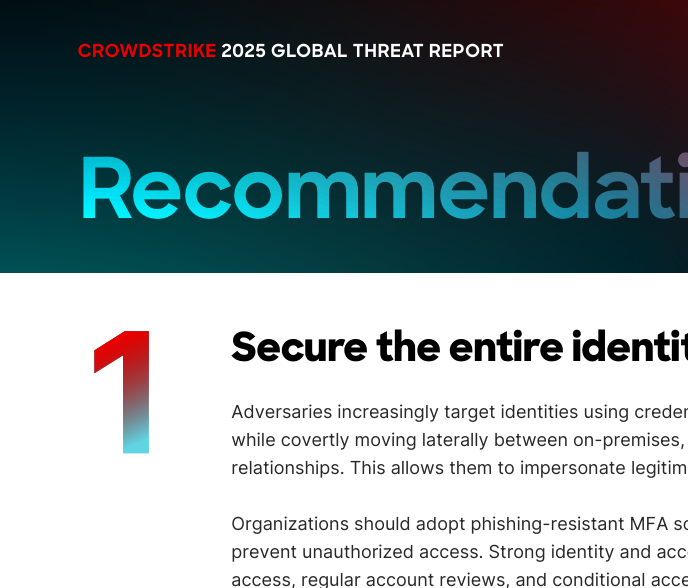 CROWDSTRIKE 2025 GLOBAL THREAT REPORT
Recommendati
1
Secure the entire identit
Adversaries increasingly target identities using creden
while covertly moving laterally between on-premises,
relationships. This allows them to impersonate legitim
Organizations should adopt phishing-resistant MFA so
prevent unauthorized access. Strong identity and acce
access, regular account reviews, and conditional acce